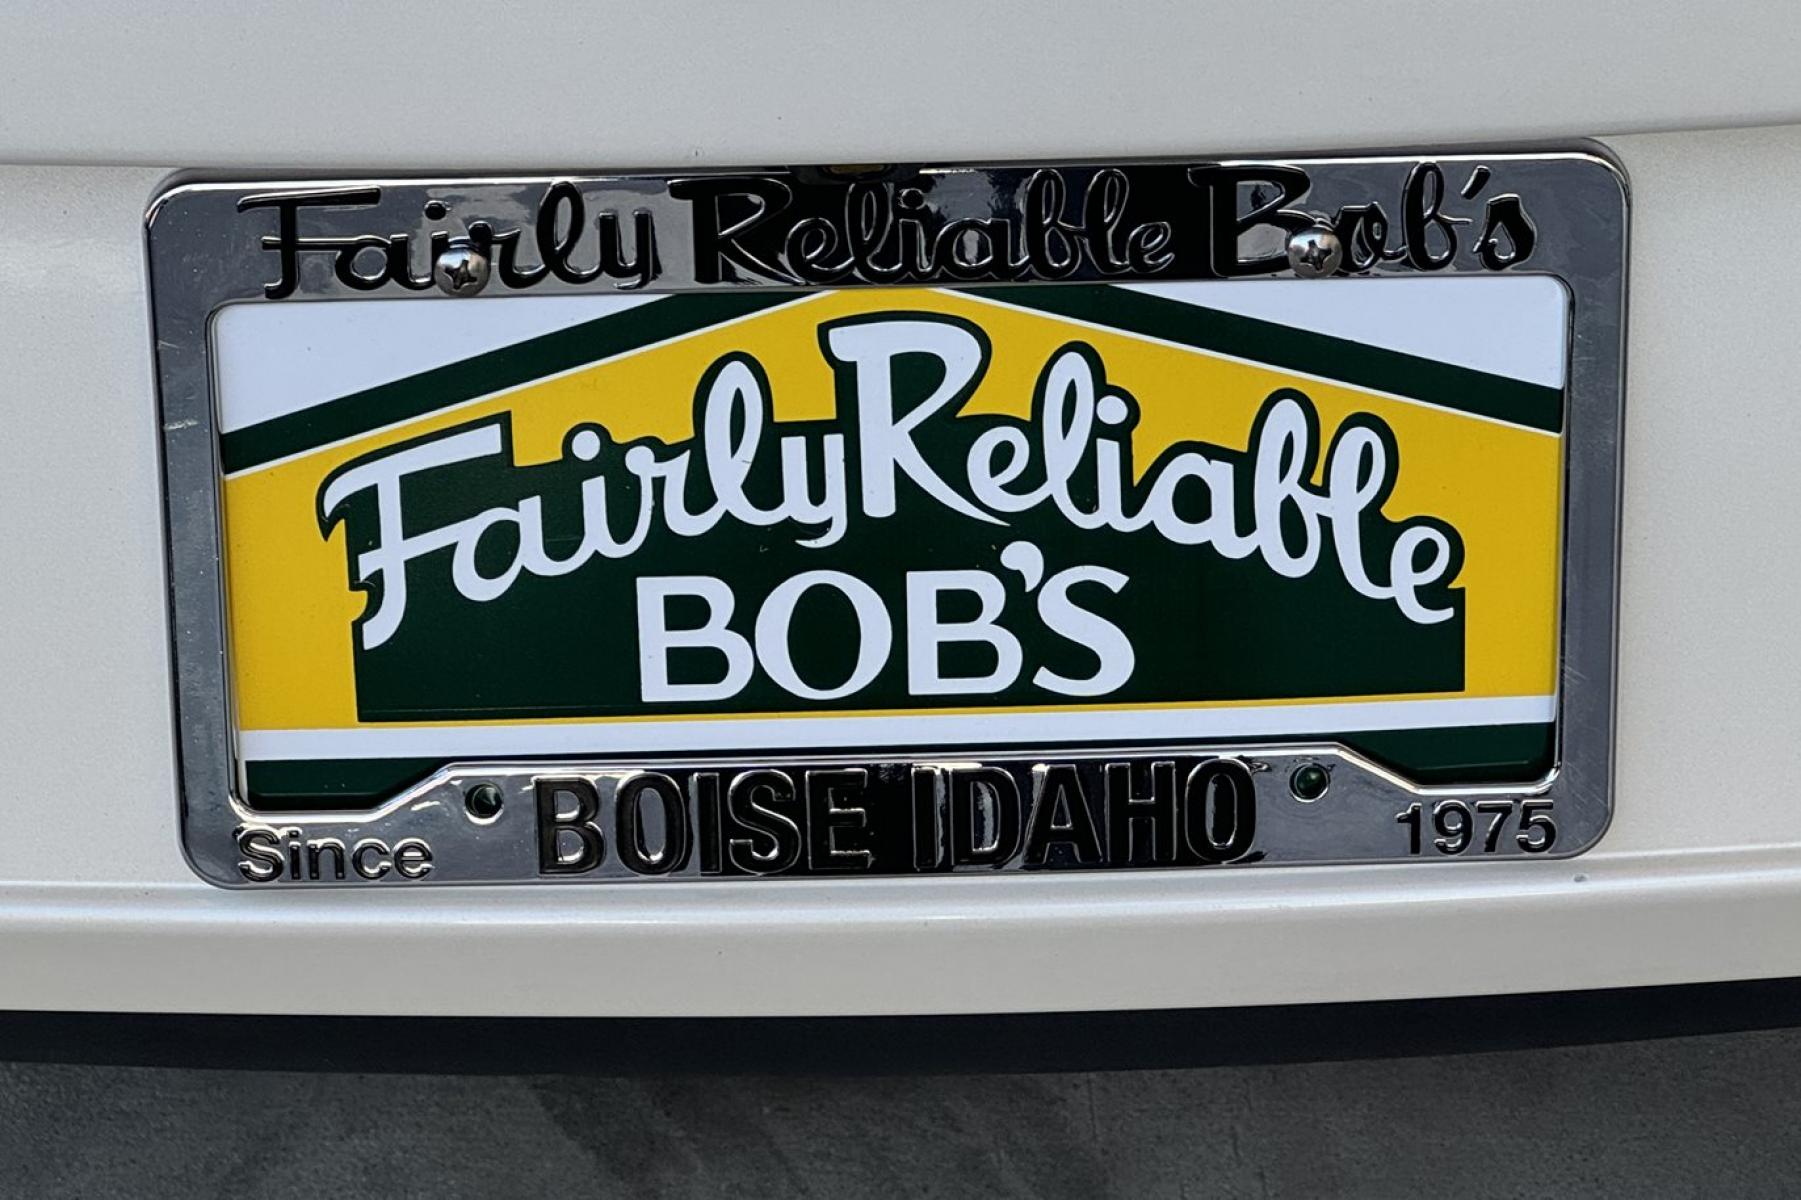 Fairly Reliable Bob's
Fairly Reliable
BOB'S
Since BOISE IDAHO 1975